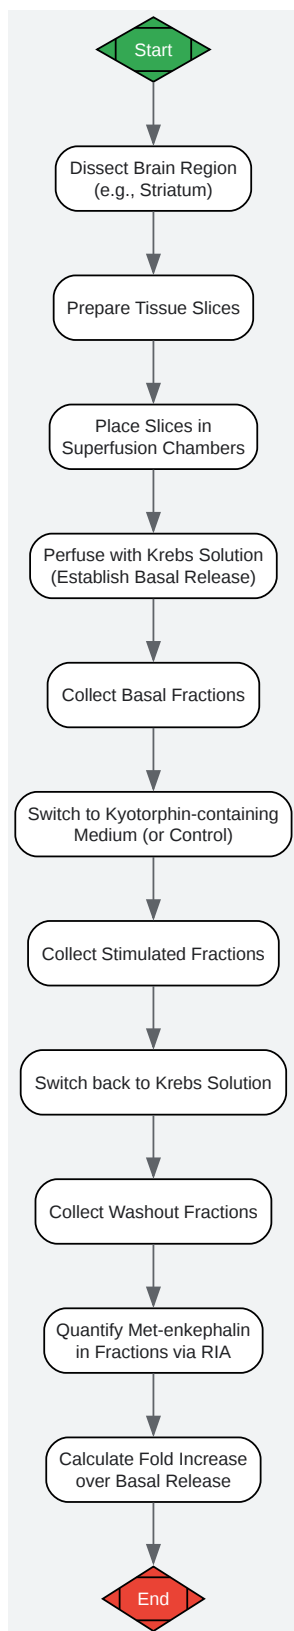 Start
Dissect Brain Region
(e.g., Striatum)
Prepare Tissue Slices
Place Slices in
Superfusion Chambers
Perfuse with Krebs Solution
(Establish Basal Release)
Collect Basal Fractions
Switch to Kyotorphin-containing
Medium (or Control)
Collect Stimulated Fractions
Switch back to Krebs Solution
Collect Washout Fractions
Quantify Met-enkephalin
in Fractions via RIA
Calculate Fold Increase
over Basal Release
End